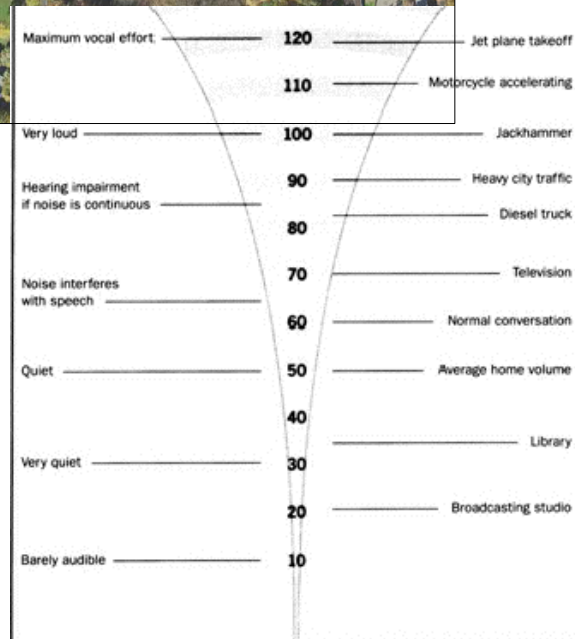 Maximum vocal effort 120 Jet plane takeoff
110 Motorcycle accelerating
Very loud 100 Jackhammer
90 Heavy city traffic
Hearing impairment
if noise is continuous
Diesel truck
80
70 Television
Noise interferes
with speech
60 Normal conversation
Quiet 50 Average home volume
40
Library
Very quiet 30
20 Broadcasting studio
Barely audible 10